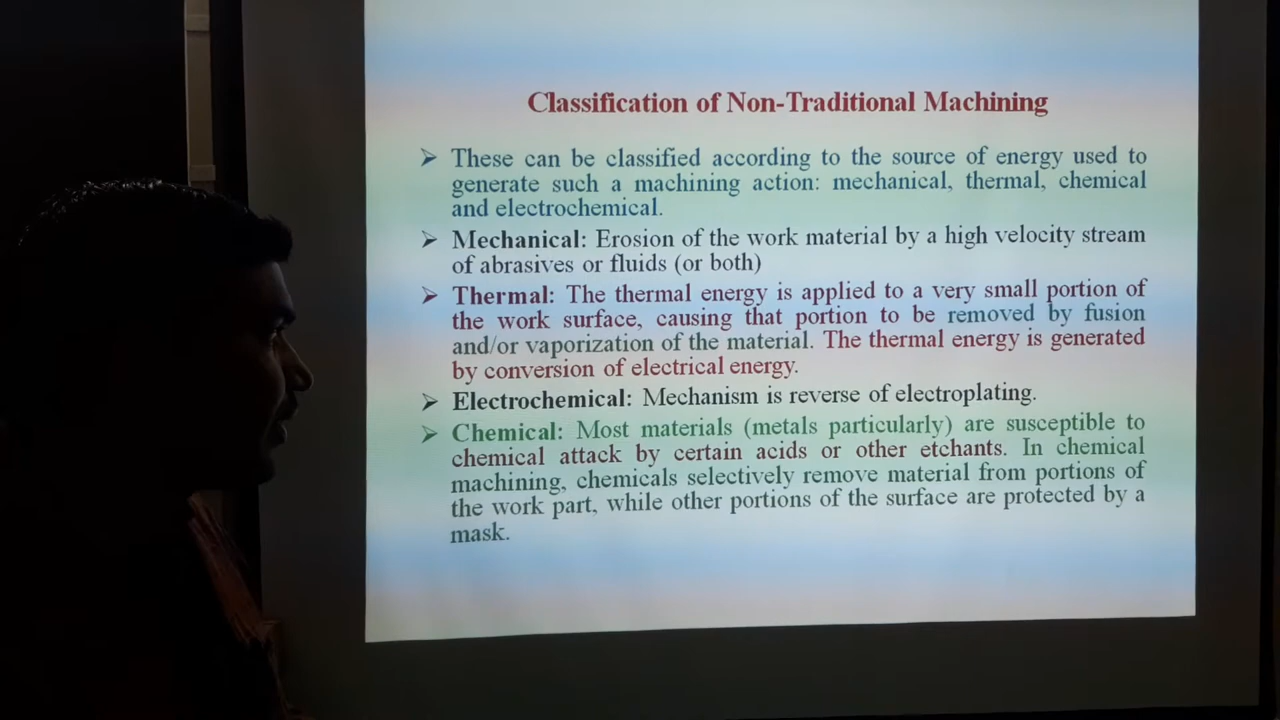 Classification of Non-Traditional Machining
➢ These can be classified according to the source of energy used to
generate such a machining action: mechanical, thermal, chemical
and electrochemical.
➢ Mechanical: Erosion of the work material by a high velocity stream
of abrasives or fluids (or both)
➢ Thermal: The thermal energy is applied to a very small portion of
the work surface, causing that portion to be removed by fusion
and/or vaporization of the material. The thermal energy is generated
by conversion of electrical energy.
➢ Electrochemical: Mechanism is reverse of electroplating.
➢ Chemical: Most materials (metals particularly) are susceptible to
chemical attack by certain acids or other etchants. In chemical
machining, chemicals selectively remove material from portions of
the work part, while other portions of the surface are protected by a
mask.